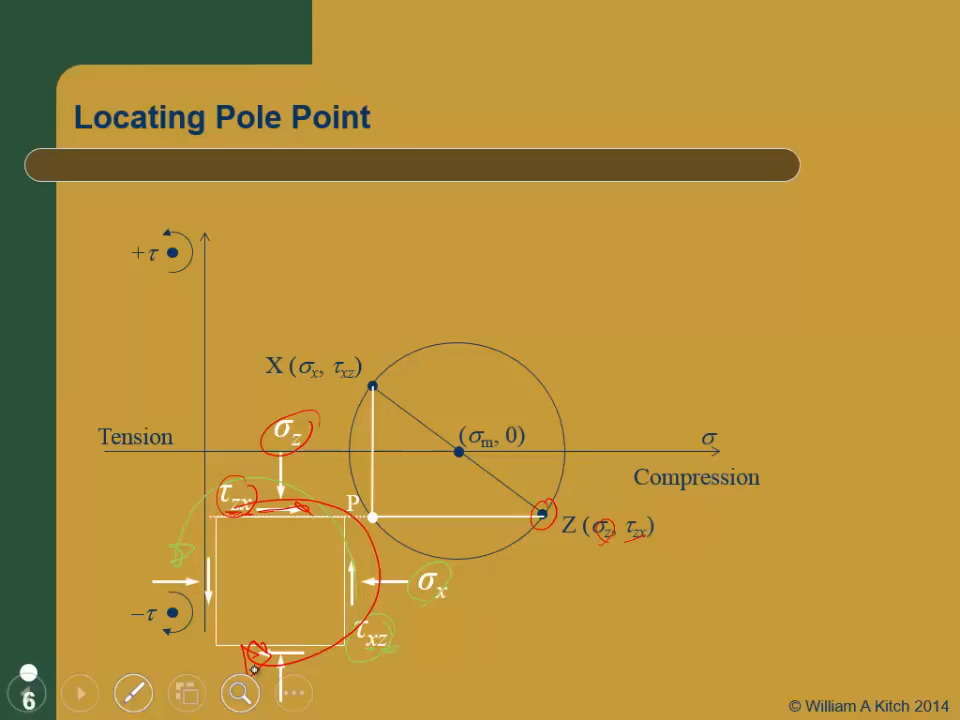 Locating Pole Point
+τ
X (σx, τxz)
σz
(σm, 0)
σ
Tension
Compression
τzx
P
Z (σz, τzx)
σx
−τ
τxz
6
© William A Kitch 2014